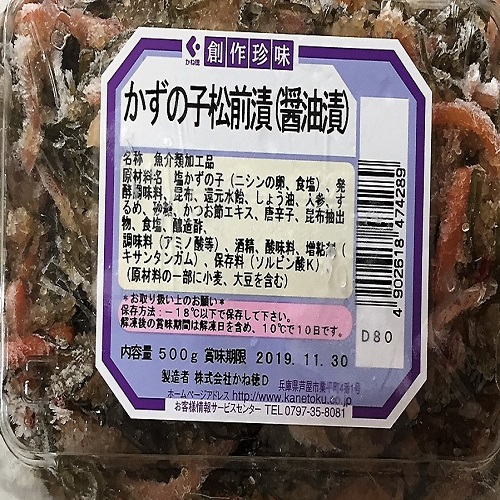 かね徳
創作珍味
かずの子松前漬(醤油漬)
名称 魚介類加工品
原材料名 塩かずの子(ニシンの卵、食塩)、発
酵調味料、昆布、還元水飴、しょう油、人参、す
るめ、砂糖、かつお節エキス、唐辛子、昆布抽出
物、食塩、醸造酢、
調味料(アミノ酸等)、酒精、酸味料、増粘剤(
キサンタンガム)、保存料(ソルビン酸K)
(原材料の一部に小麦、大豆を含む)
*お取り扱い上のお願い*
保存方法:-18℃以下で保存して下さい。
解凍後の賞味期間は解凍日を含め、10℃で10日です。
内容量 500g 賞味期限 2019.11.30
製造者 株式会社かね徳D 兵庫県芦屋市業平町4番1号
ホームページアドレス http://www.kanetoku.co.jp
お客様情報サービスセンター TEL 0797-35-8081
4 902818 474289
D80